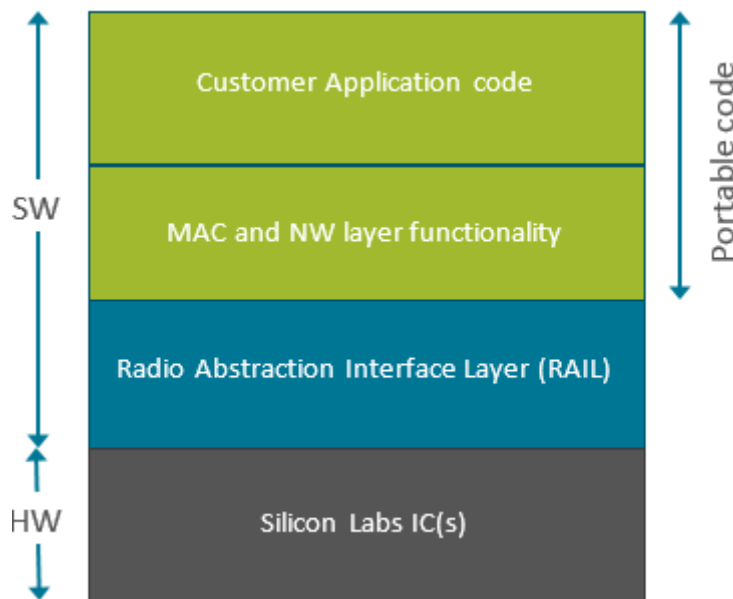 Customer Application code
MAC and NW layer functionality
Radio Abstraction Interface Layer (RAIL)
Silicon Labs IC(s)
SW
HW
Portable code